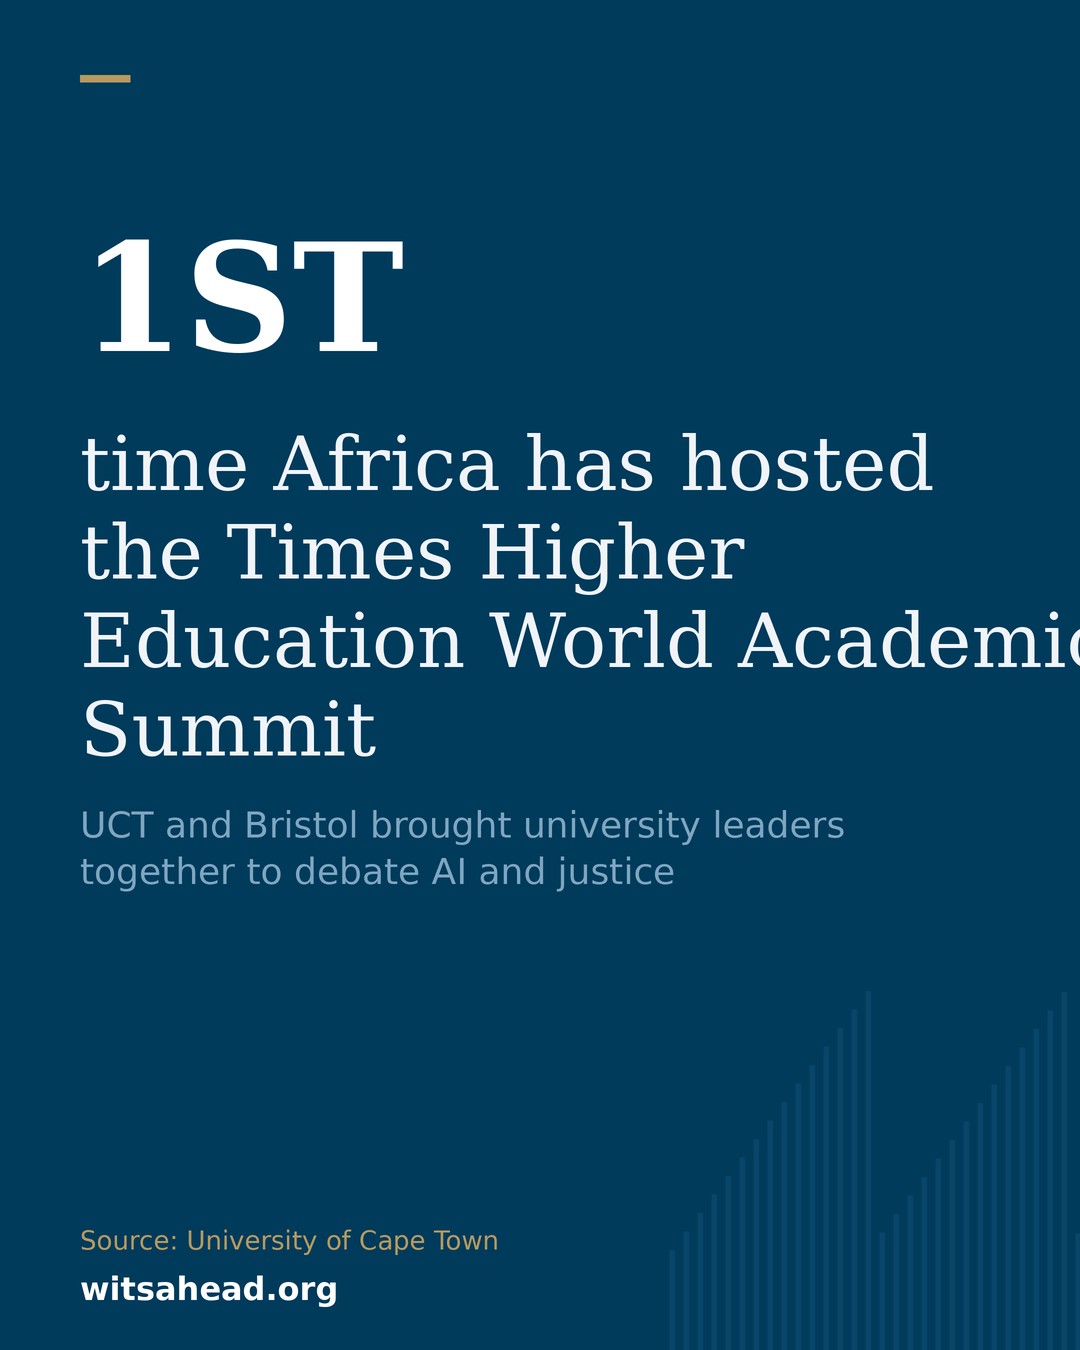 1ST
time Africa has hosted
the Times Higher
Education World Academic
Summit
UCT and Bristol brought university leaders
together to debate AI and justice
Source: University of Cape Town
witsahead.org